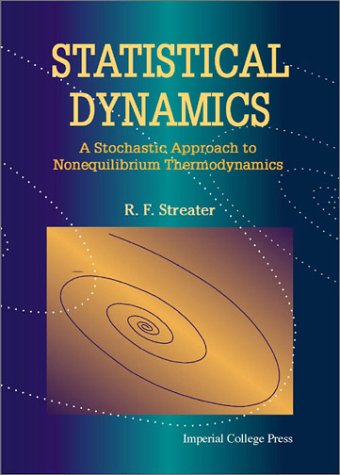 STATISTICAL
DYNAMICS
A Stochastic Approach to
Nonequilibrium Thermodynamics
R. F. Streater
Imperial College Press